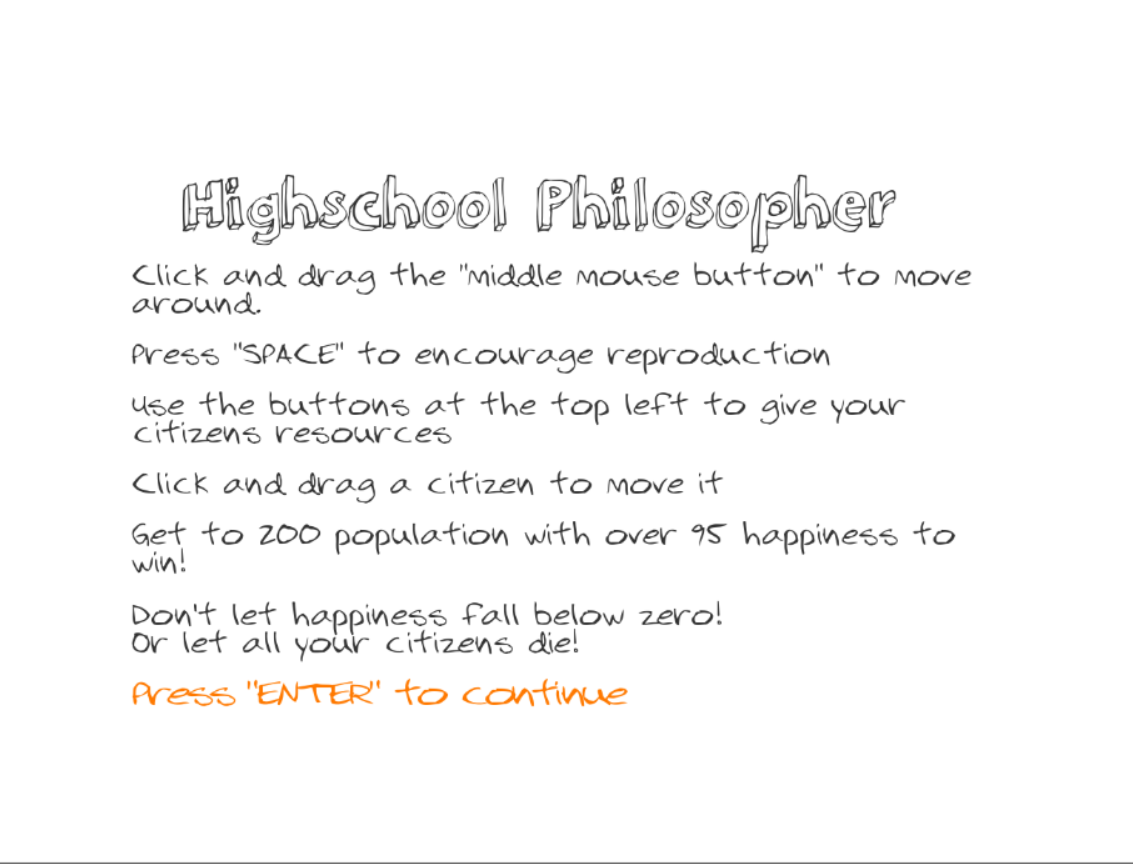 Highschool Philosopher
Click and drag the "middle mouse button" to move
around.
Press "SPACE" to encourage reproduction
Use the buttons at the top left to give your
citizens resources
Click and drag a citizen to move it
Get to 200 population with over 95 happiness to
win!
Don't let happiness fall below zero!
Or let all your citizens die!
Press "ENTER" to continue